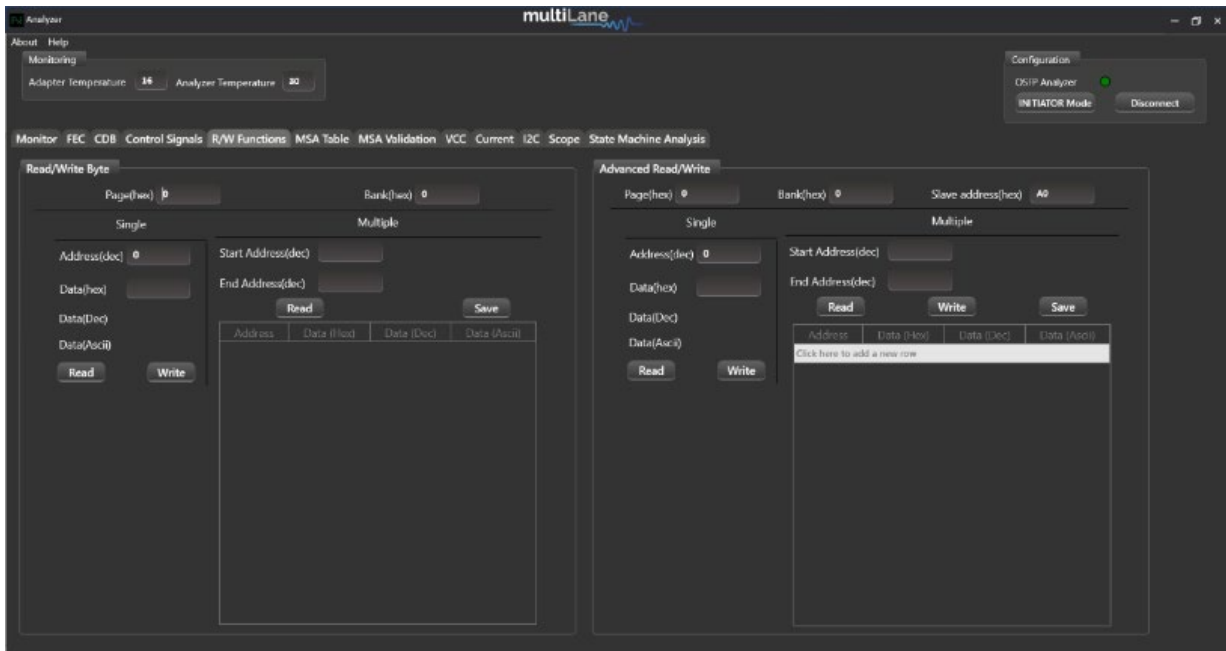 Analyzer
multiLane
About Help
Monitoring
Adapter Temperature 36 Analyzer Temperature 30
Configuration
OSFP Analyzer
INITIATOR Mode Disconnect
Monitor FEC CDB Control Signals R/W Functions MSA Table MSA Validation VCC Current I2C Scope State Machine Analysis
Read/Write Byte
Page(hex) 0 Bank(hex) 0
Single Multiple
Address(dec) 0 Start Address(dec)
Data(hex) End Address(dec)
Read Save
Data(Dec)
Address Data (Hex) Data (Dec) Data (Ascii)
Data(Ascii)
Read Write
Advanced Read/Write
Page(hex) 0 Bank(hex) 0 Slave address(hex) A0
Single Multiple
Address(dec) 0 Start Address(dec)
Data(hex) End Address(dec)
Read Write Save
Data(Dec)
Address Data (Hex) Data (Dec) Data (Ascii)
Data(Ascii)
Click here to add a new row
Read Write